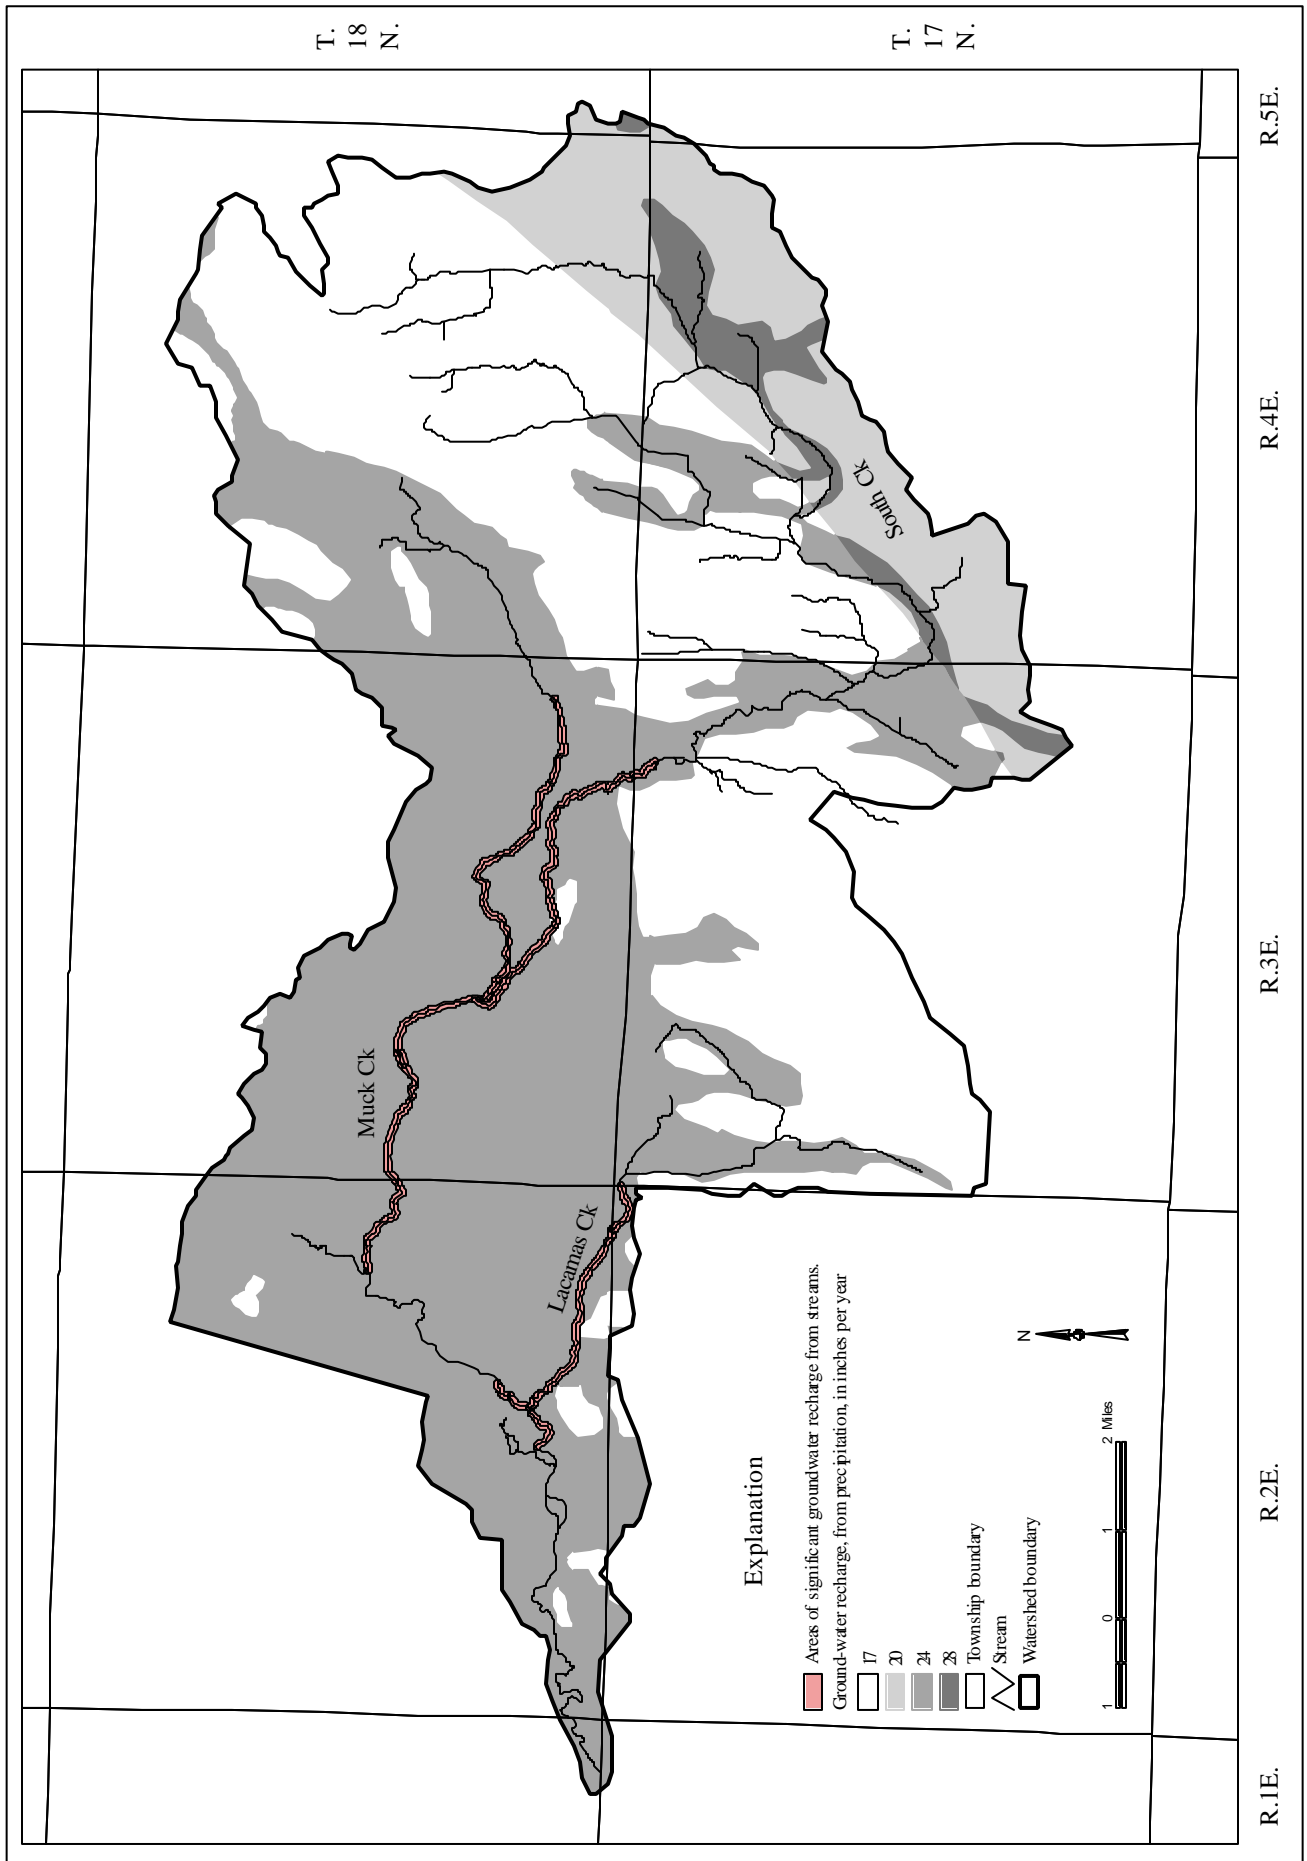 T.
18
N.
T.
17
N.
R.1E.
R.2E.
R.3E.
R.4E.
R.5E.
Muck Ck
Lacamas Ck
South Ck
Explanation
Areas of significant groundwater recharge from streams.
Ground-water recharge, from precipitation, in inches per year
17
20
24
28
Township boundary
Stream
Watershed boundary
N
1 0 1 2 Miles